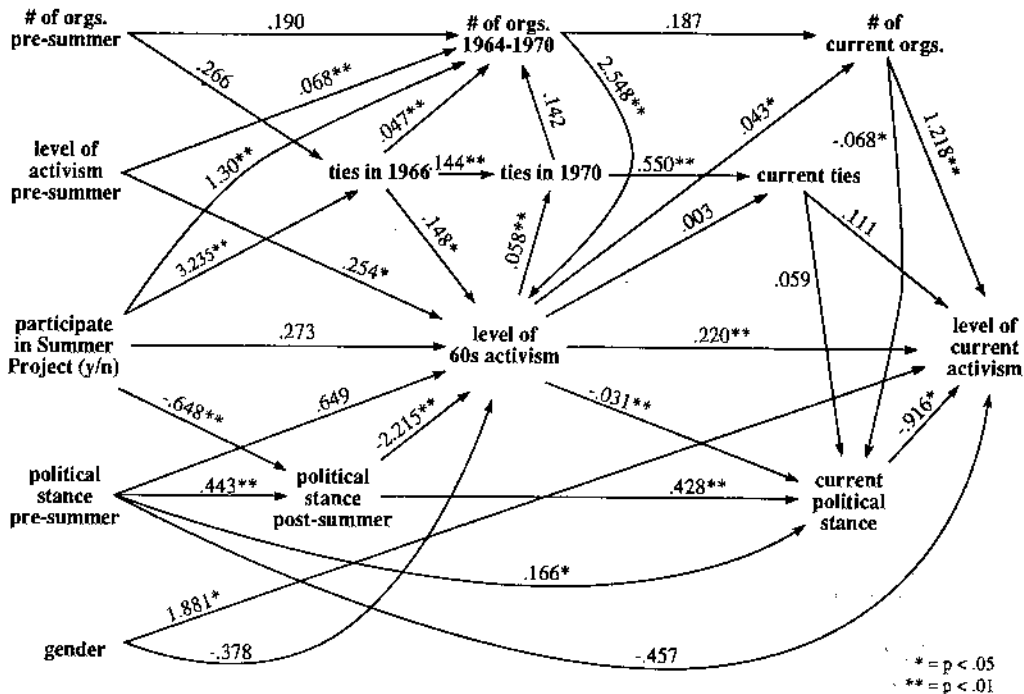 # of orgs.
pre-summer
.190
# of orgs.
1964-1970
.187
# of
current orgs.
.266
.068**
2.548**
.047**
.142
.043*
-.068*
1.218**
level of
activism
pre-summer
1.30**
ties in 1966
.144**
ties in 1970
.550**
current ties
3.235**
.148*
.058**
.003
.111
.254*
.059
participate
in Summer
Project (y/n)
.273
level of
60s activism
.220**
level of
current
activism
-.648**
.649
-2.215**
-.031**
-.916*
political
stance
pre-summer
.443**
political
stance
post-summer
.428**
current
political
stance
.166*
1.881*
gender
-.378
-.457
* = p < .05
** = p < .01